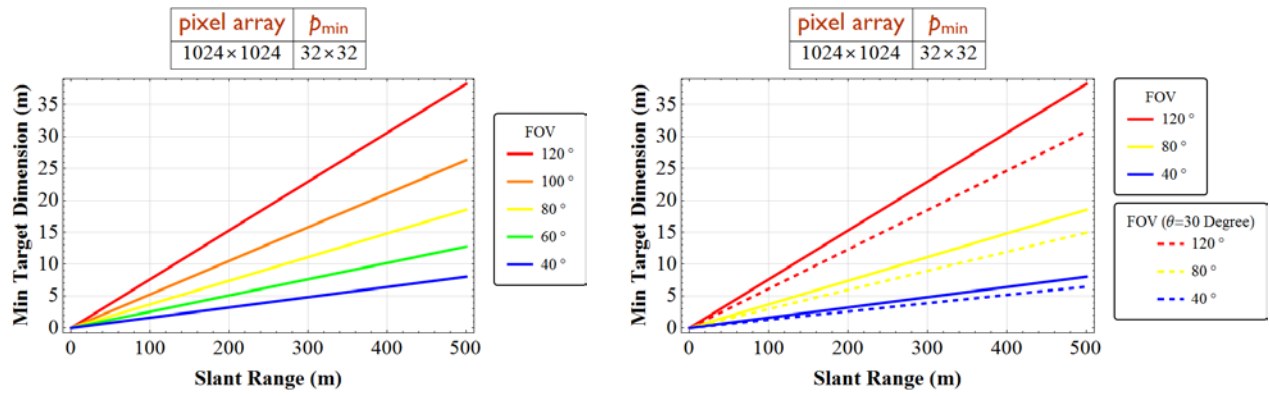 pixel array p_min
1024×1024 32×32
Min Target Dimension (m)
35
30
25
20
15
10
5
0
0 100 200 300 400 500
Slant Range (m)
FOV
120 °
100 °
80 °
60 °
40 °
pixel array p_min
1024×1024 32×32
Min Target Dimension (m)
35
30
25
20
15
10
5
0
0 100 200 300 400 500
Slant Range (m)
FOV
120 °
80 °
40 °
FOV (θ=30 Degree)
120 °
80 °
40 °